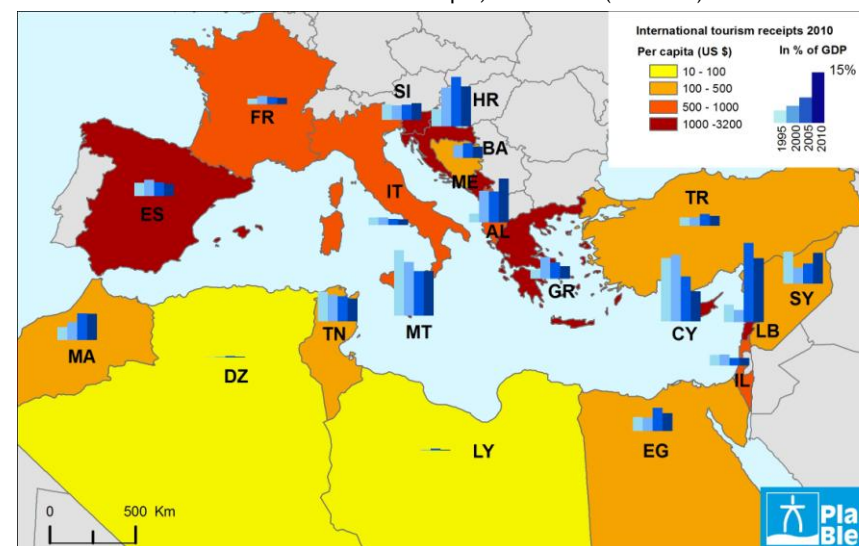 International tourism receipts 2010
Per capita (US $)
In % of GDP
10 - 100
100 - 500
500 - 1000
1000 -3200
15%
1995
2000
2005
2010
SI
HR
FR
BA
ME
IT
ES
AL
TR
GR
SY
TN
MT
CY
LB
MA
DZ
IL
LY
EG
0 500 Km
Pla
Ble